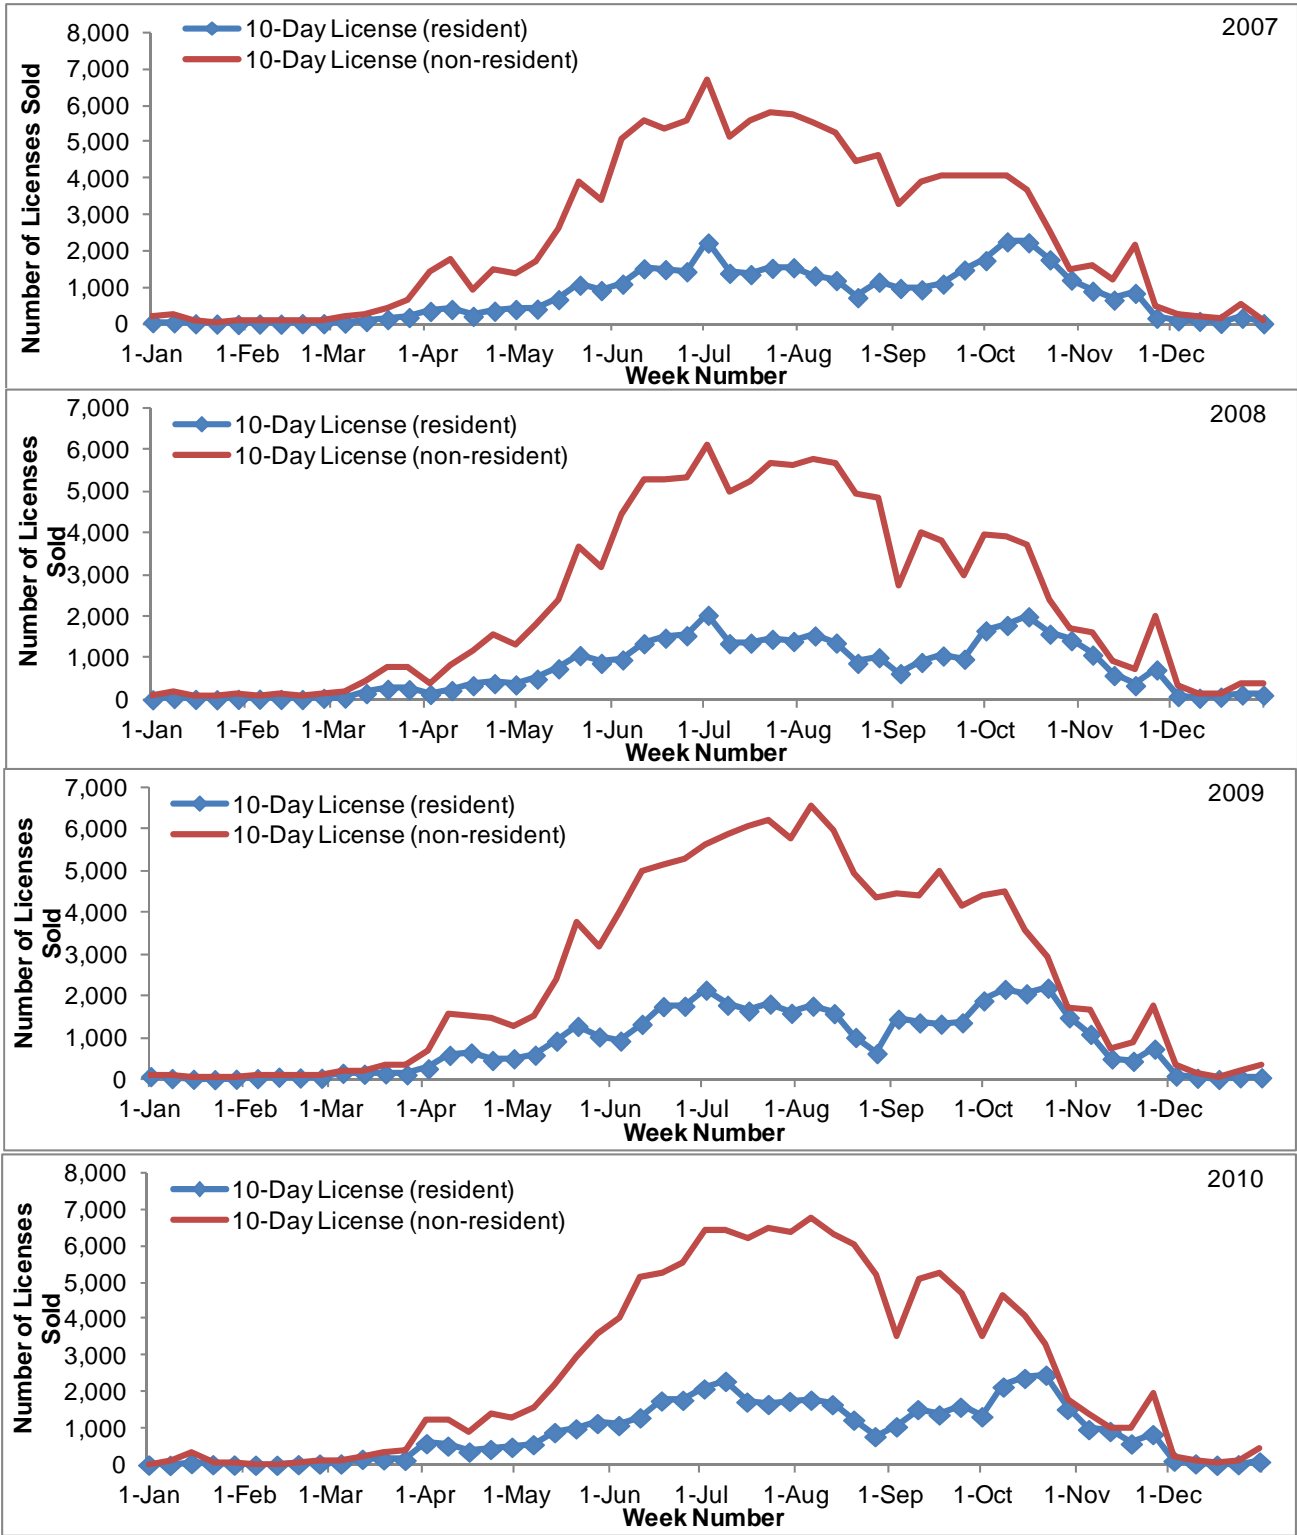 2007
10-Day License (resident)
10-Day License (non-resident)
Number of Licenses Sold
8,000
7,000
6,000
5,000
4,000
3,000
2,000
1,000
0
1-Jan 1-Feb 1-Mar 1-Apr 1-May 1-Jun 1-Jul 1-Aug 1-Sep 1-Oct 1-Nov 1-Dec
Week Number
2008
10-Day License (resident)
10-Day License (non-resident)
Number of Licenses
Sold
7,000
6,000
5,000
4,000
3,000
2,000
1,000
0
1-Jan 1-Feb 1-Mar 1-Apr 1-May 1-Jun 1-Jul 1-Aug 1-Sep 1-Oct 1-Nov 1-Dec
Week Number
2009
10-Day License (resident)
10-Day License (non-resident)
Number of Licenses
Sold
7,000
6,000
5,000
4,000
3,000
2,000
1,000
0
1-Jan 1-Feb 1-Mar 1-Apr 1-May 1-Jun 1-Jul 1-Aug 1-Sep 1-Oct 1-Nov 1-Dec
Week Number
2010
10-Day License (resident)
10-Day License (non-resident)
Number of Licenses
Sold
8,000
7,000
6,000
5,000
4,000
3,000
2,000
1,000
0
1-Jan 1-Feb 1-Mar 1-Apr 1-May 1-Jun 1-Jul 1-Aug 1-Sep 1-Oct 1-Nov 1-Dec
Week Number